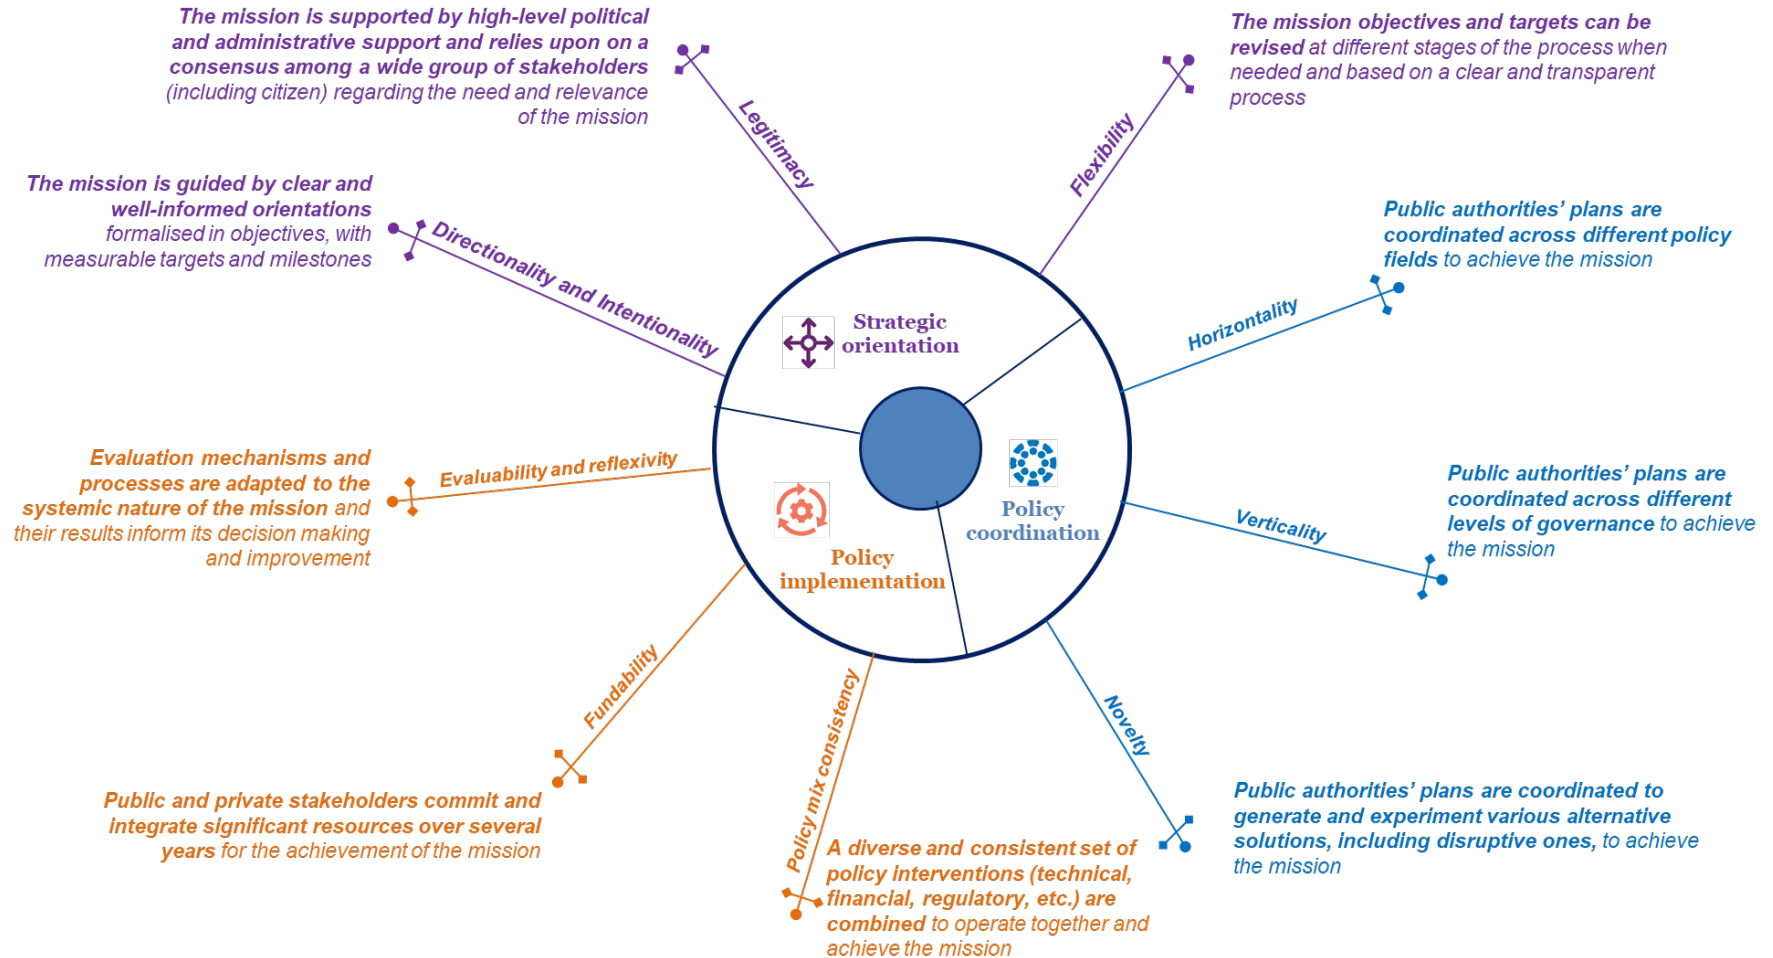 The mission is supported by high-level political
and administrative support and relies upon on a
consensus among a wide group of stakeholders
(including citizen) regarding the need and relevance
of the mission
Legitimacy
The mission objectives and targets can be
revised at different stages of the process when
needed and based on a clear and transparent
process
Flexibility
The mission is guided by clear and
well-informed orientations
formalised in objectives, with
measurable targets and milestones
Directionality and Intentionality
Public authorities’ plans are
coordinated across different policy
fields to achieve the mission
Horizontality
Strategic
orientation
Policy
coordination
Policy
implementation
Evaluation mechanisms and
processes are adapted to the
systemic nature of the mission and
their results inform its decision making
and improvement
Evaluability and reflexivity
Public authorities’ plans are
coordinated across different
levels of governance to achieve
the mission
Verticality
Fundability
Public and private stakeholders commit and
integrate significant resources over several
years for the achievement of the mission
Policy mix consistency
A diverse and consistent set of
policy interventions (technical,
financial, regulatory, etc.) are
combined to operate together and
achieve the mission
Novelty
Public authorities’ plans are coordinated to
generate and experiment various alternative
solutions, including disruptive ones, to achieve
the mission